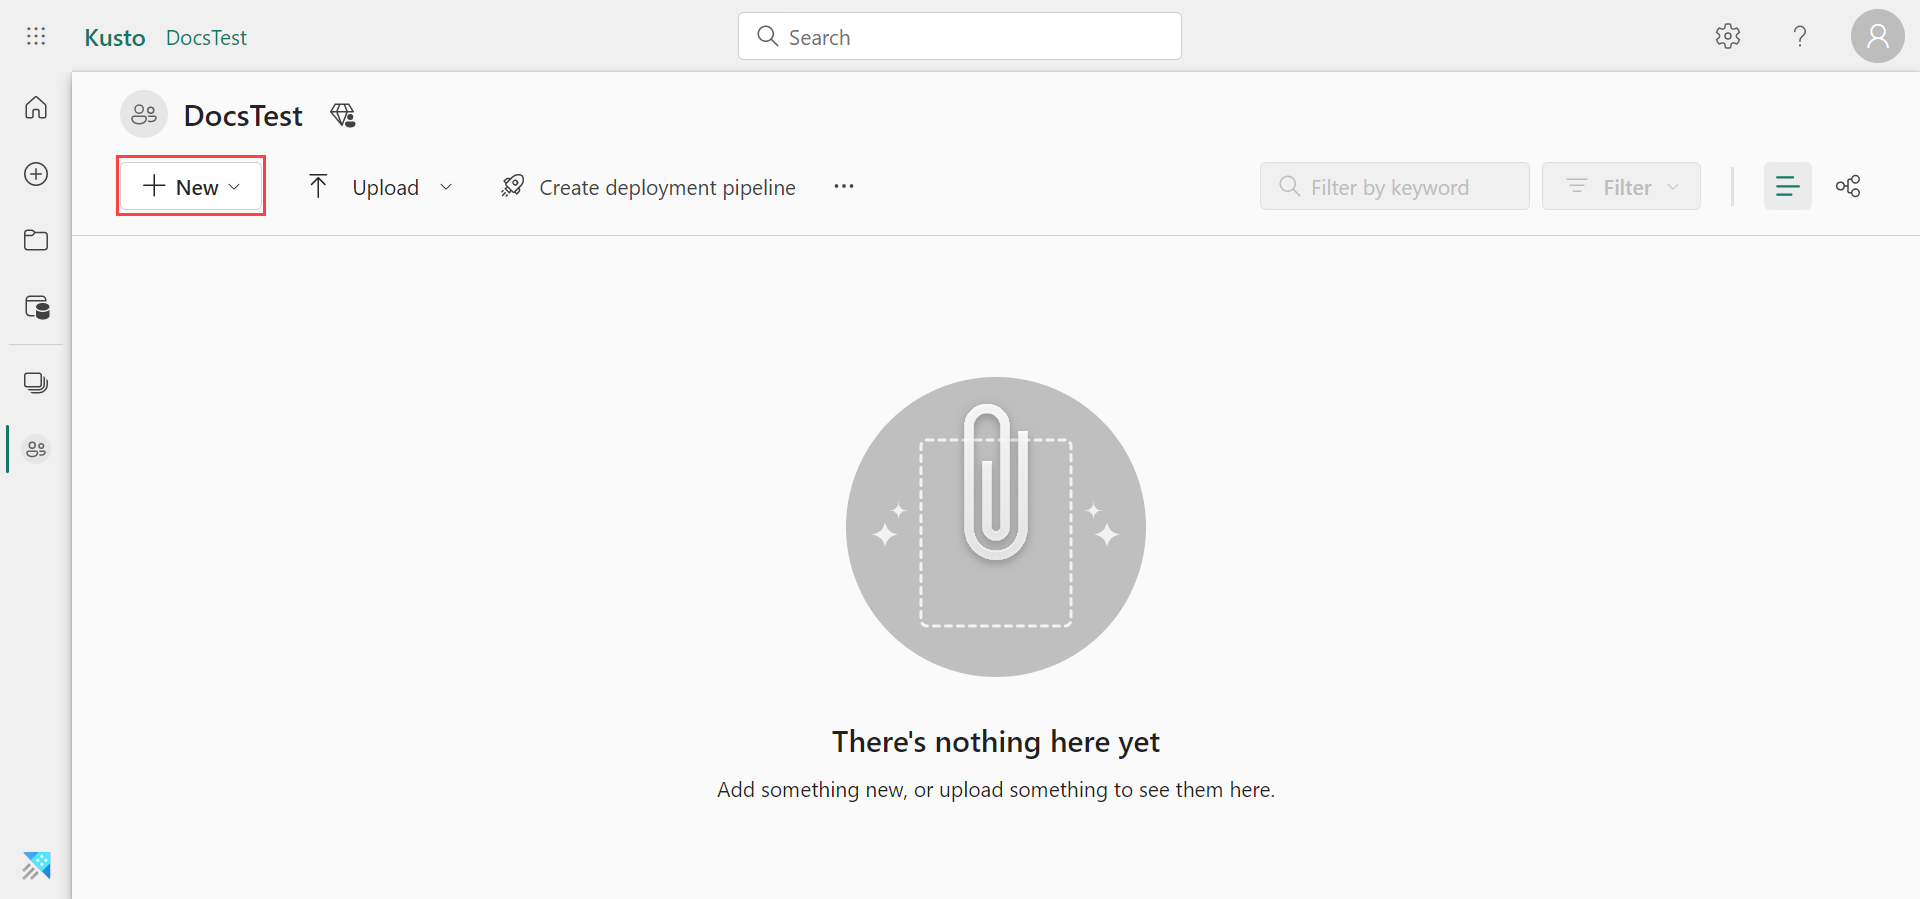 Kusto DocsTest
Search
DocsTest
New
Upload
Create deployment pipeline
Filter by keyword
Filter
There's nothing here yet
Add something new, or upload something to see them here.